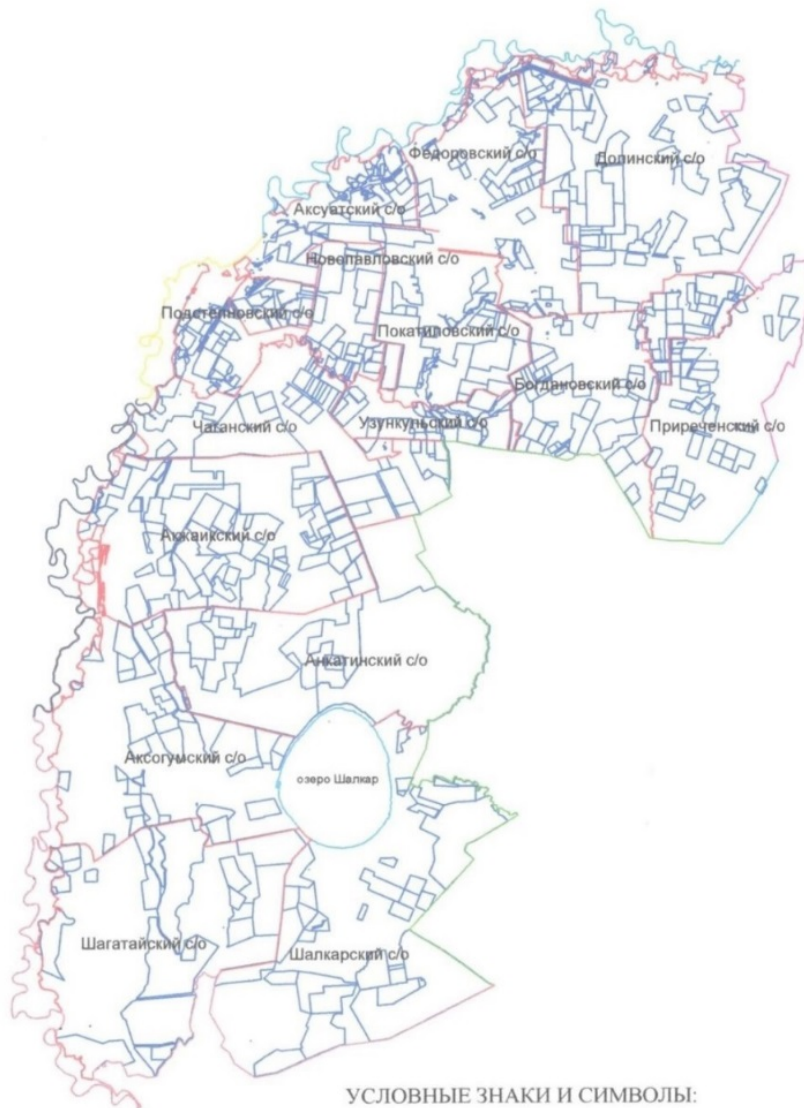 Федоровский с/о
Долинский с/о
Аксуатский с/о
Новопавловский с/о
Подстепновский с/о
Покатиловский с/о
Богдановский с/о
Чаганский с/о
Узункульский с/о
Приреченский с/о
Акжаикский с/о
Анкатинский с/о
Аксогумский с/о
озеро Шалкар
Шагатайский с/о
Шалкарский с/о
УСЛОВНЫЕ ЗНАКИ И СИМВОЛЫ: